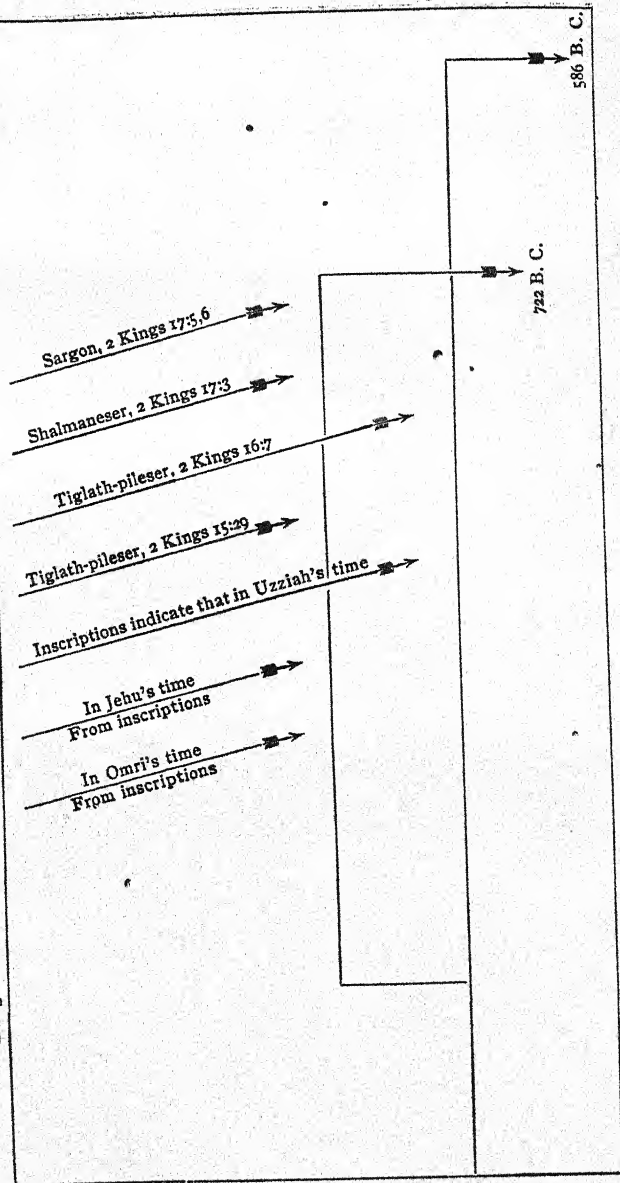 586 B. C.
722 B. C.
Sargon, 2 Kings 17:5,6
Shalmaneser, 2 Kings 17:3
Tiglath-pileser, 2 Kings 16:7
Tiglath-pileser, 2 Kings 15:29
Inscriptions indicate that in Uzziah's time
In Jehu's time
From inscriptions
In Omri's time
From inscriptions